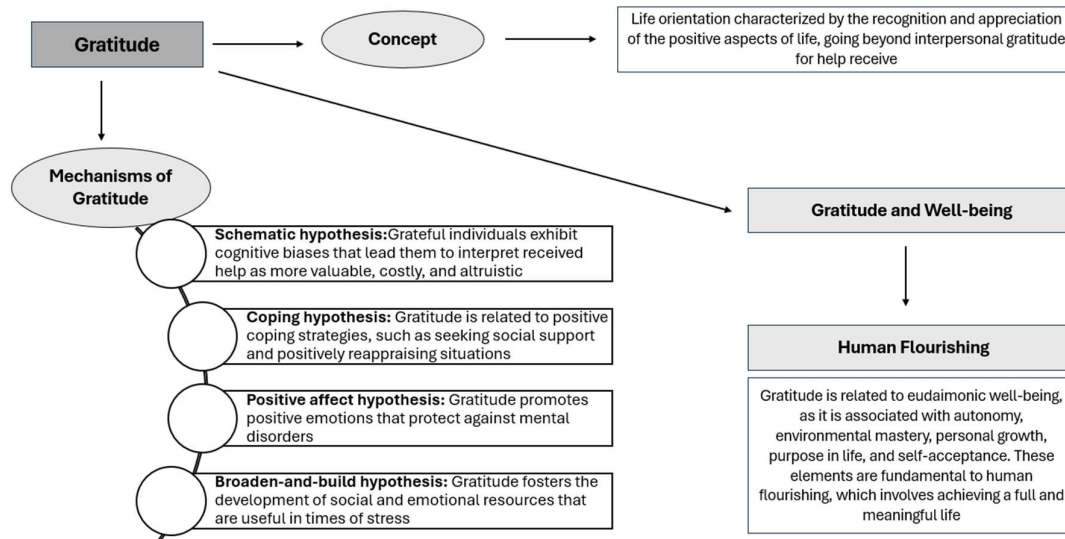 Gratitude
Concept
Life orientation characterized by the recognition and appreciation
of the positive aspects of life, going beyond interpersonal gratitude
for help receive
Mechanisms of
Gratitude
Schematic hypothesis:Grateful individuals exhibit
cognitive biases that lead them to interpret received
help as more valuable, costly, and altruistic
Coping hypothesis: Gratitude is related to positive
coping strategies, such as seeking social support
and positively reappraising situations
Positive affect hypothesis: Gratitude promotes
positive emotions that protect against mental
disorders
Broaden-and-build hypothesis: Gratitude fosters the
development of social and emotional resources that
are useful in times of stress
Gratitude and Well-being
Human Flourishing
Gratitude is related to eudaimonic well-being,
as it is associated with autonomy,
environmental mastery, personal growth,
purpose in life, and self-acceptance. These
elements are fundamental to human
flourishing, which involves achieving a full and
meaningful life